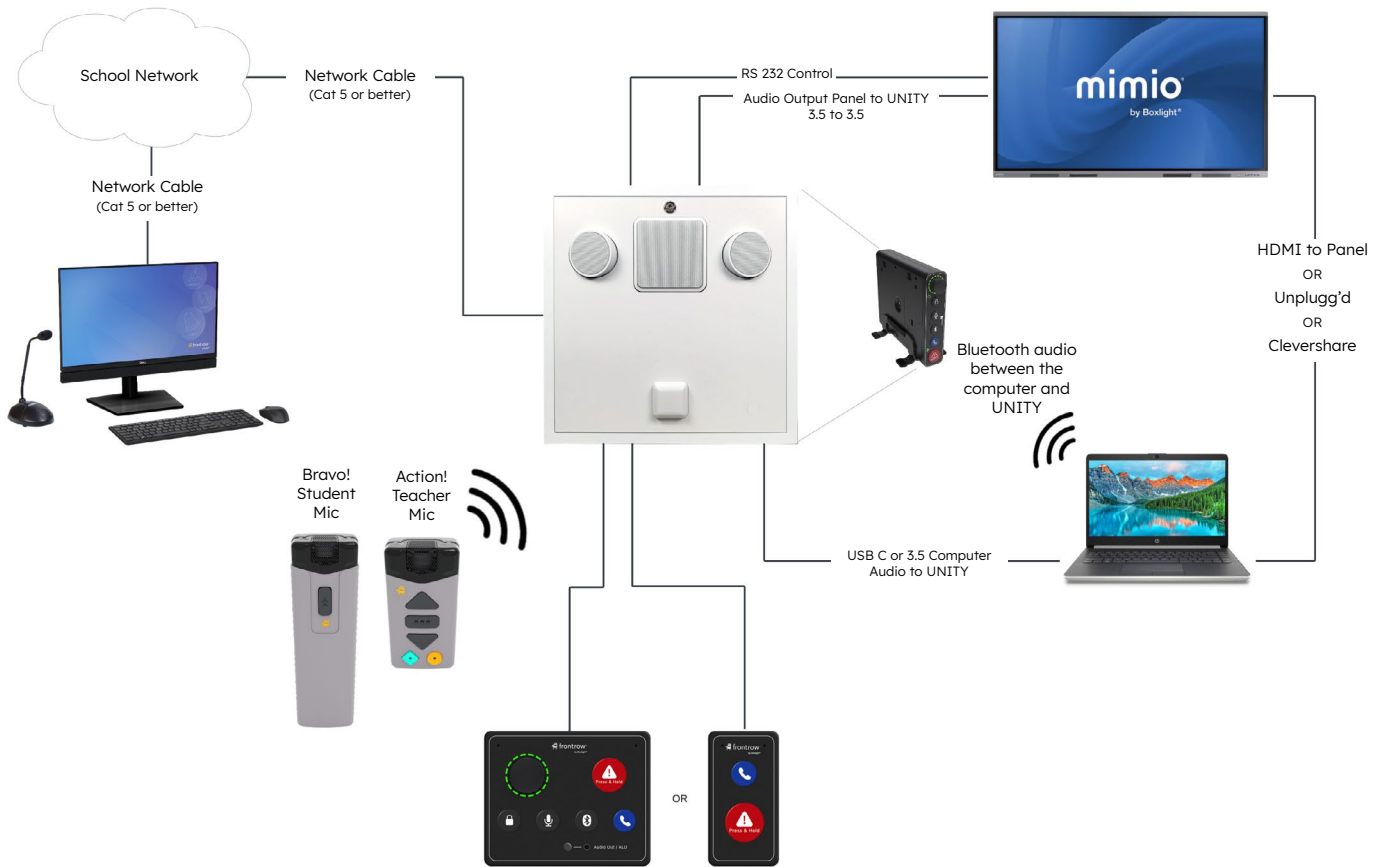 School Network
Network Cable
(Cat 5 or better)
Network Cable
(Cat 5 or better)
RS 232 Control
Audio Output Panel to UNITY
3.5 to 3.5
mimio
by Boxlight®
HDMI to Panel
OR
Unplugg'd
OR
Clevershare
frontrow
Bluetooth audio
between the
computer and
UNITY
Bravo!
Student
Mic
Action!
Teacher
Mic
USB C or 3.5 Computer
Audio to UNITY
frontrow
Press & Hold
Audio Out / ALD
OR
frontrow
Press & Hold